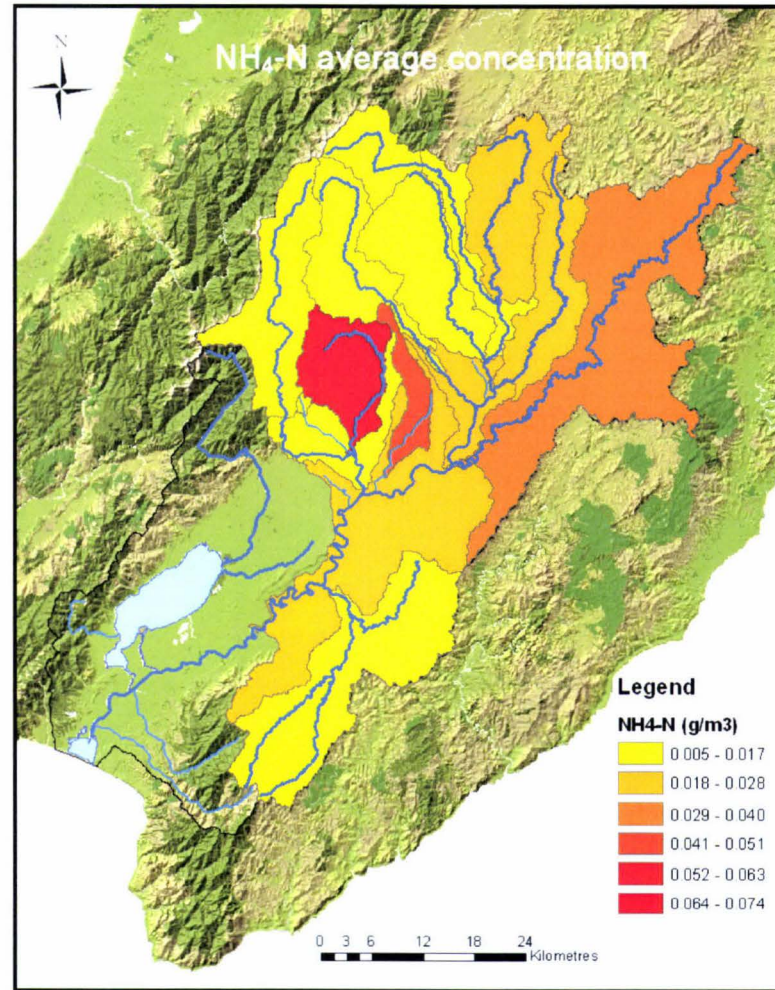 NH₄-N average concentration
N
Legend
NH4-N (g/m3)
0.005 - 0.017
0.018 - 0.028
0.029 - 0.040
0.041 - 0.051
0.052 - 0.063
0.064 - 0.074
0 3 6 12 18 24
Kilometres